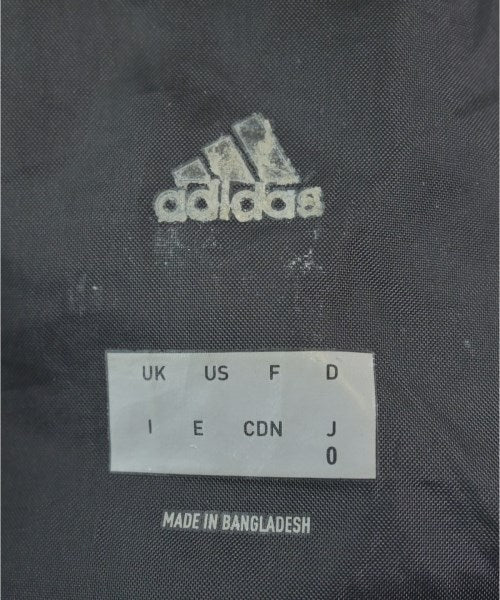 adidas
UK US F D
I E CDN J
0
MADE IN BANGLADESH